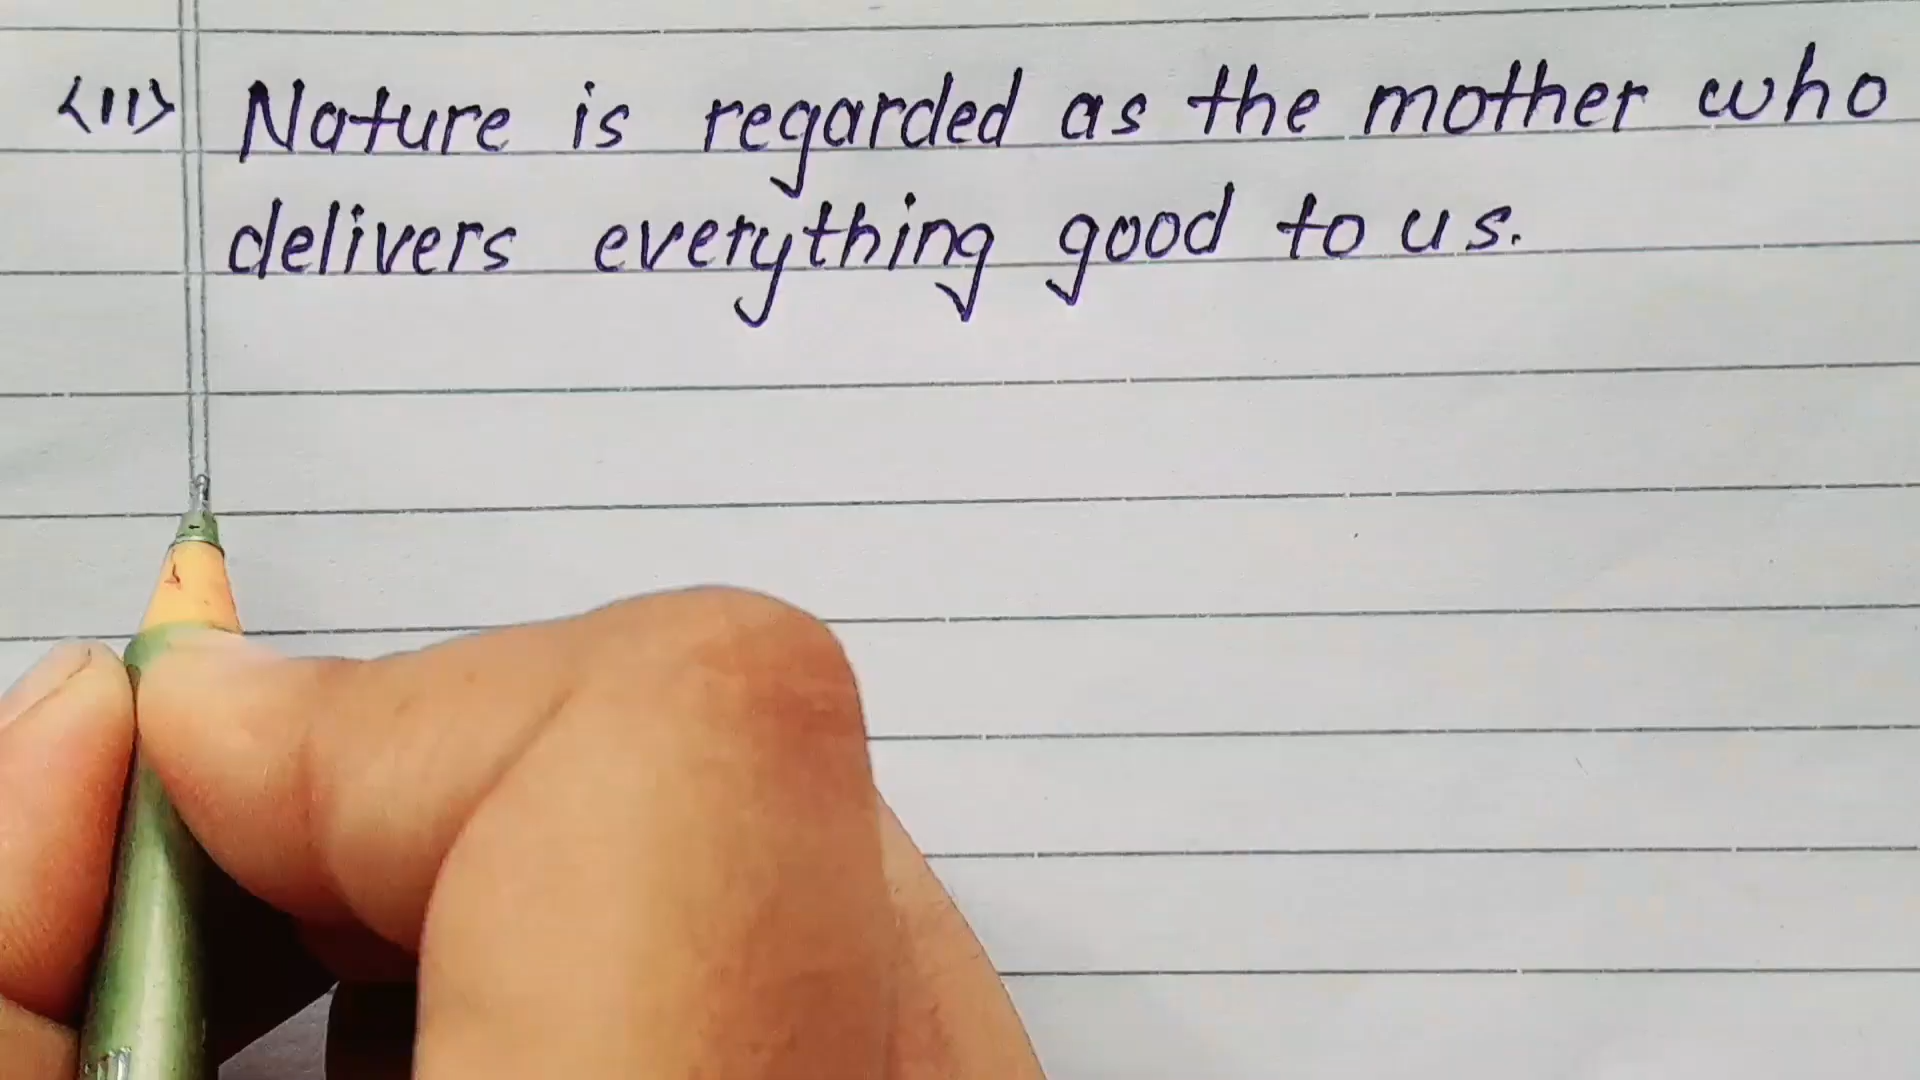 <11> Nature is regarded as the mother who
delivers everything good to us.